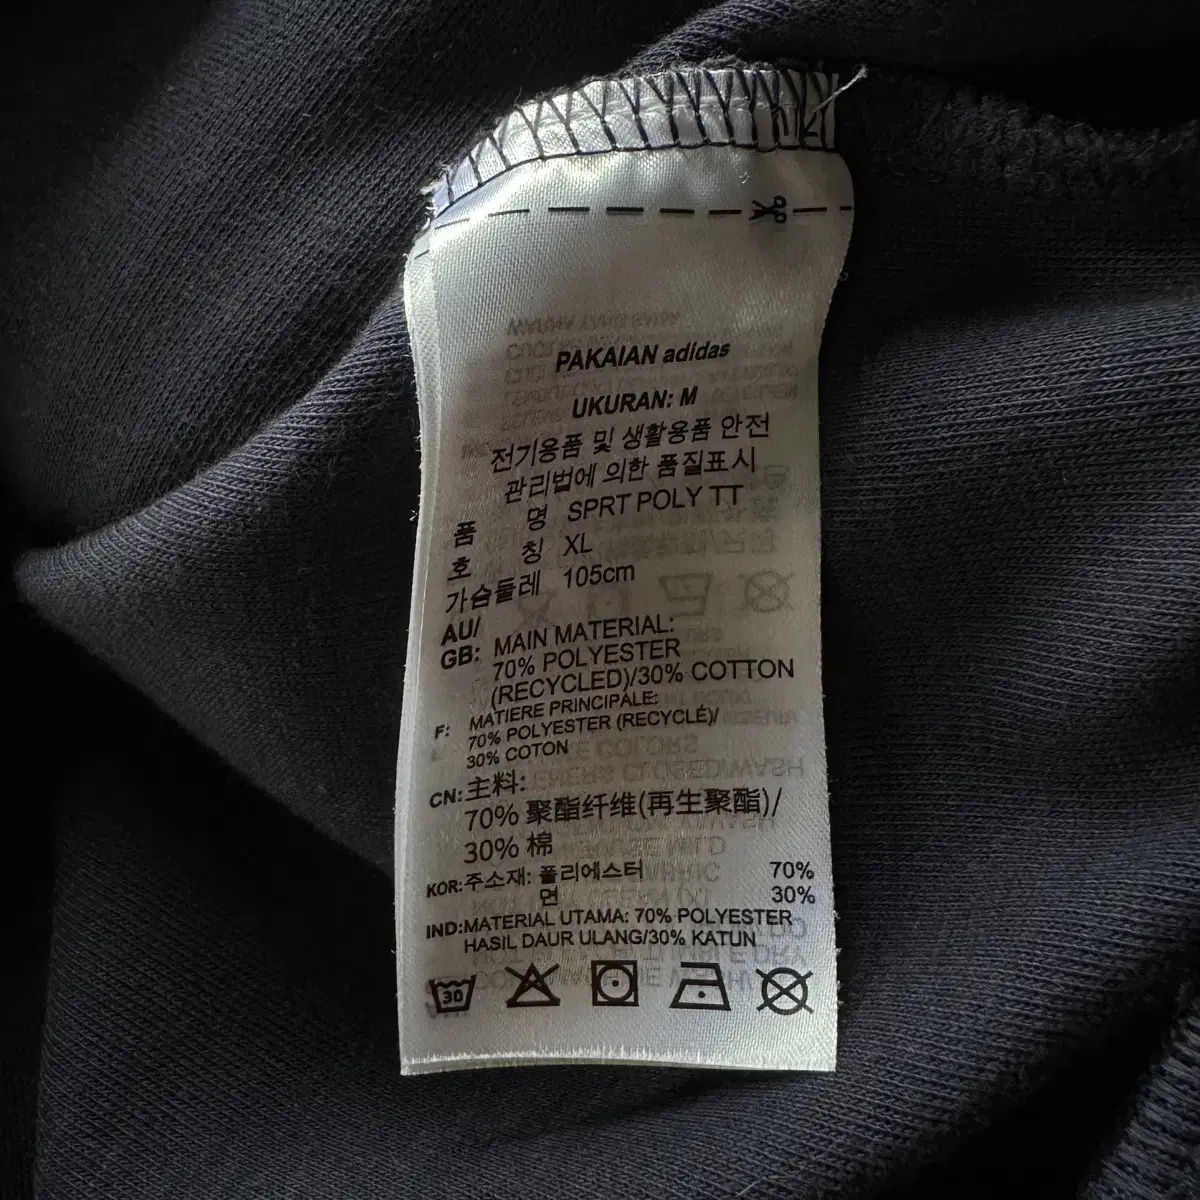 PAKAIAN adidas
UKURAN: M
전기용품 및 생활용품 안전
관리법에 의한 품질표시
품 명 SPRT POLY TT
호 칭 XL
가슴둘레 105cm
AU/
GB: MAIN MATERIAL:
70% POLYESTER
(RECYCLED)/30% COTTON
F: MATIERE PRINCIPALE:
70% POLYESTER (RECYCLÉ)/
30% COTON
CN: 主料:
70% 聚酯纤维(再生聚酯)/
30% 棉
KOR: 주소재: 폴리에스터 70%
면 30%
IND: MATERIAL UTAMA: 70% POLYESTER
HASIL DAUR ULANG/30% KATUN
30